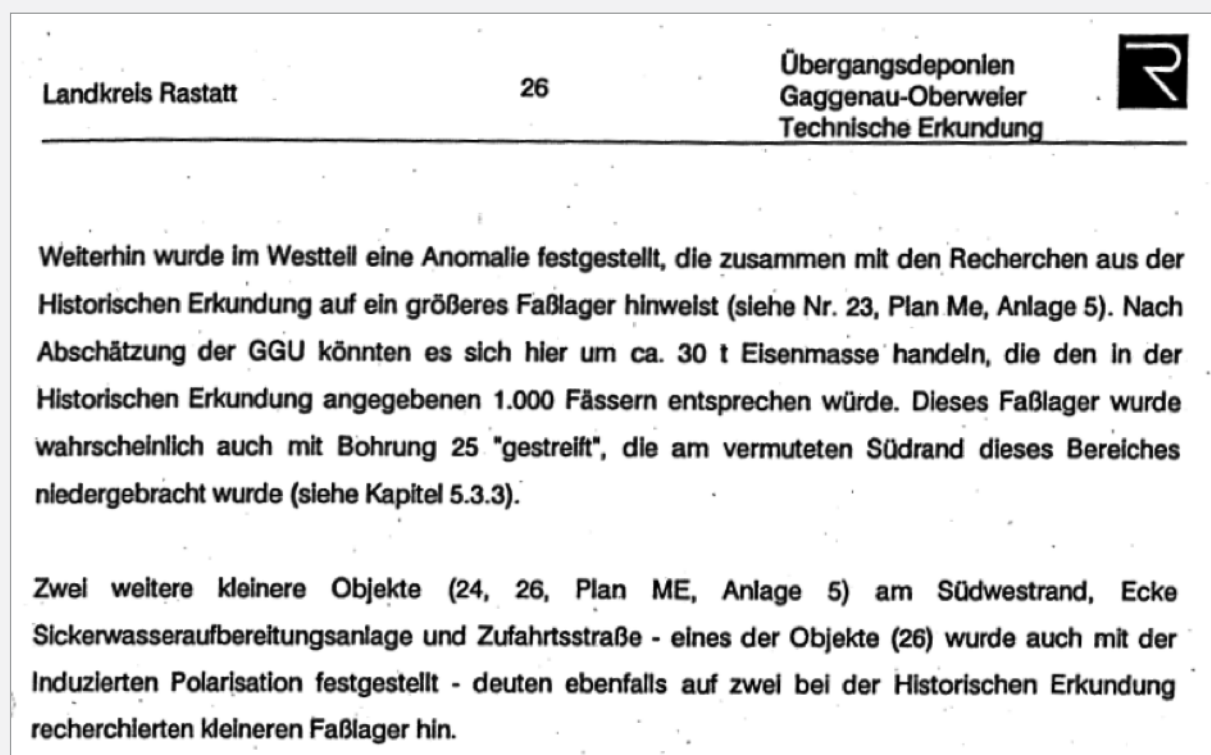 Landkreis Rastatt
26
Übergangsdeponien
Gaggenau-Oberweier
Technische Erkundung
Weiterhin wurde im Westteil eine Anomalie festgestellt, die zusammen mit den Recherchen aus der
Historischen Erkundung auf ein größeres Faßlager hinweist (siehe Nr. 23, Plan Me, Anlage 5). Nach
Abschätzung der GGU könnten es sich hier um ca. 30 t Eisenmasse handeln, die den in der
Historischen Erkundung angegebenen 1.000 Fässern entsprechen würde. Dieses Faßlager wurde
wahrscheinlich auch mit Bohrung 25 "gestreift", die am vermuteten Südrand dieses Bereiches
niedergebracht wurde (siehe Kapitel 5.3.3).
Zwei weitere kleinere Objekte (24, 26, Plan ME, Anlage 5) am Südwestrand, Ecke
Sickerwasseraufbereitungsanlage und Zufahrtsstraße - eines der Objekte (26) wurde auch mit der
Induzierten Polarisation festgestellt - deuten ebenfalls auf zwei bei der Historischen Erkundung
recherchierten kleineren Faßlager hin.